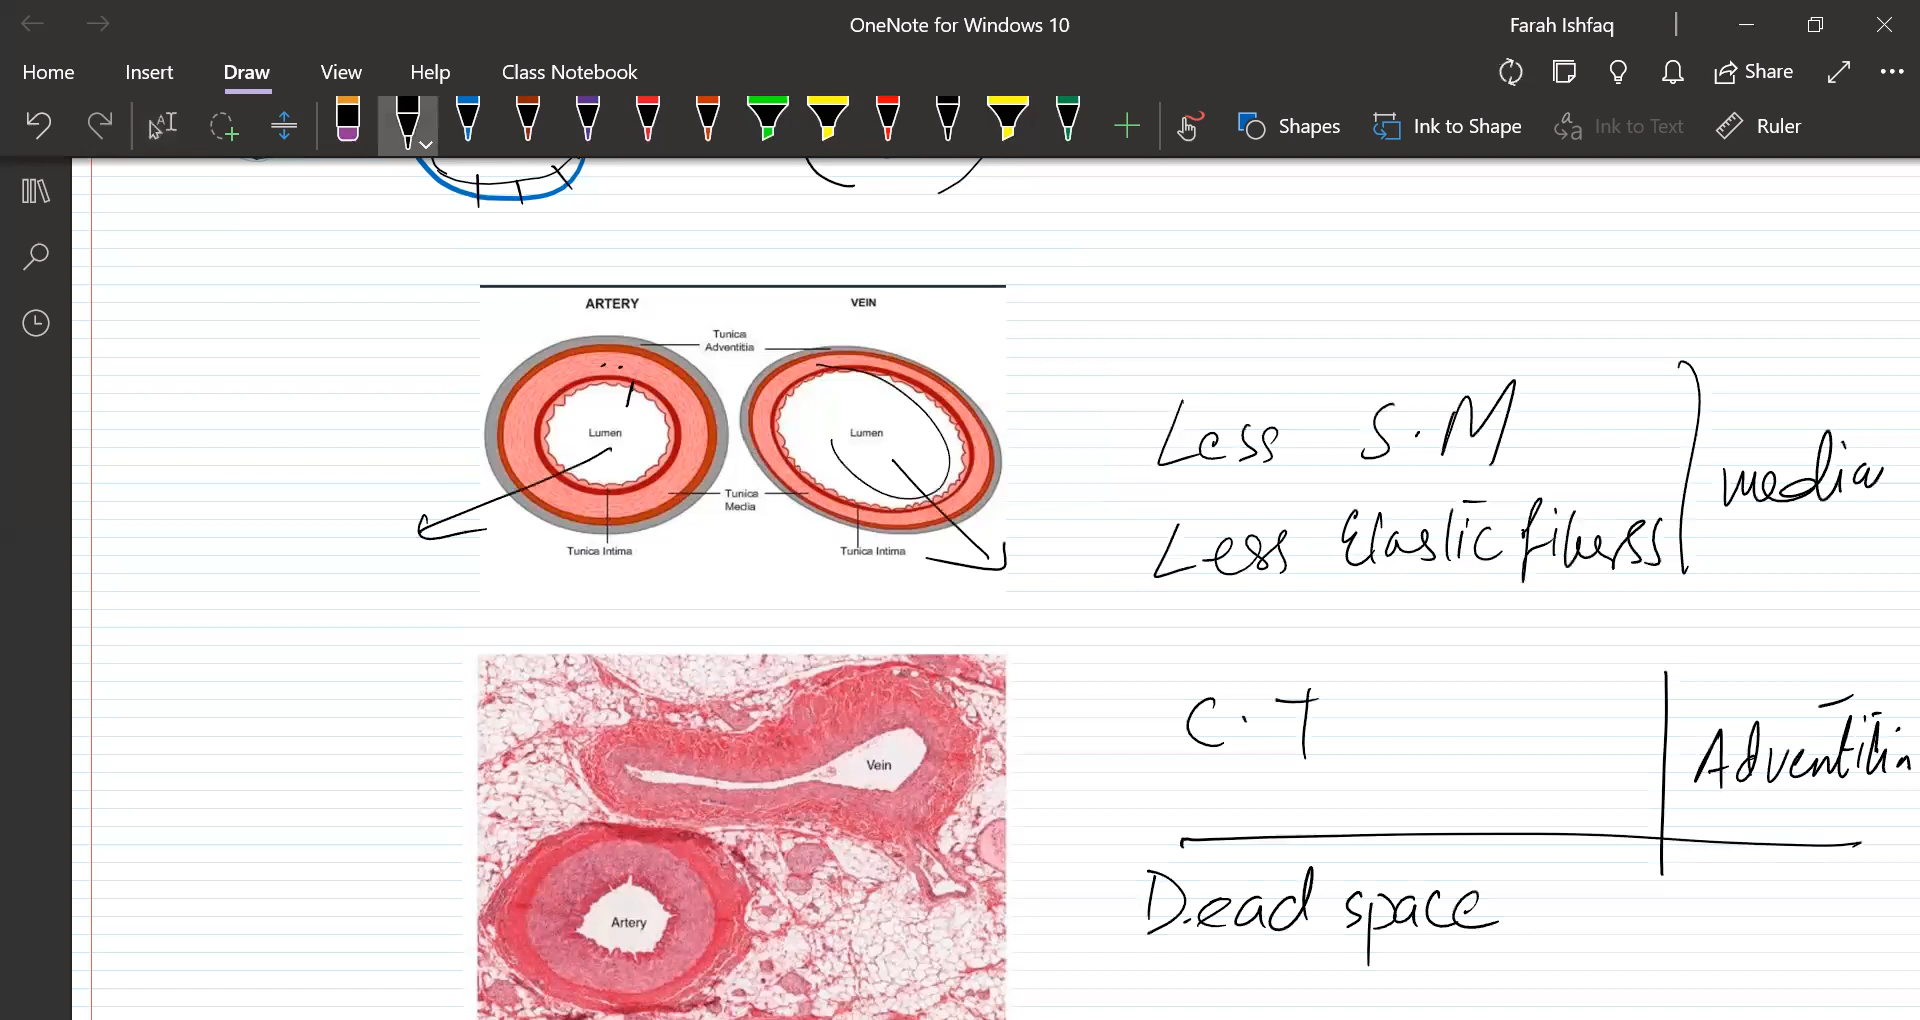 OneNote for Windows 10
Farah Ishfaq
Home Insert Draw View Help Class Notebook
Share
Shapes Ink to Shape Ink to Text Ruler
ARTERY VEIN
Tunica
Adventitia
Lumen Lumen
Tunica
Media
Tunica Intima Tunica Intima
Less S.M
Less Elastic fibers
media
Vein
Artery
C.T
Adventitia
Dead space